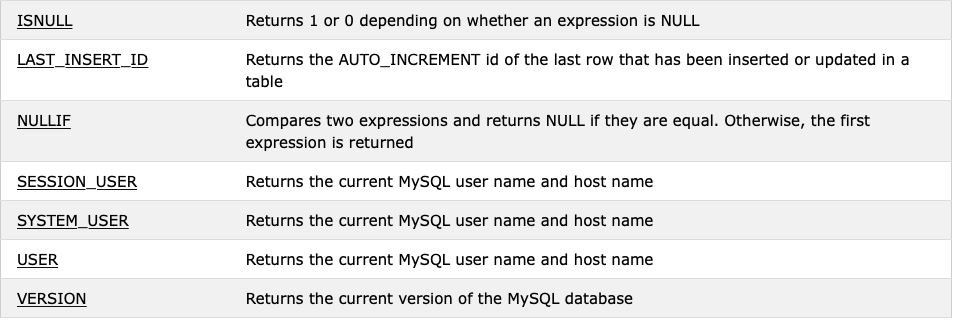 ISNULL Returns 1 or 0 depending on whether an expression is NULL
LAST_INSERT_ID Returns the AUTO_INCREMENT id of the last row that has been inserted or updated in a
table
NULLIF Compares two expressions and returns NULL if they are equal. Otherwise, the first
expression is returned
SESSION_USER Returns the current MySQL user name and host name
SYSTEM_USER Returns the current MySQL user name and host name
USER Returns the current MySQL user name and host name
VERSION Returns the current version of the MySQL database